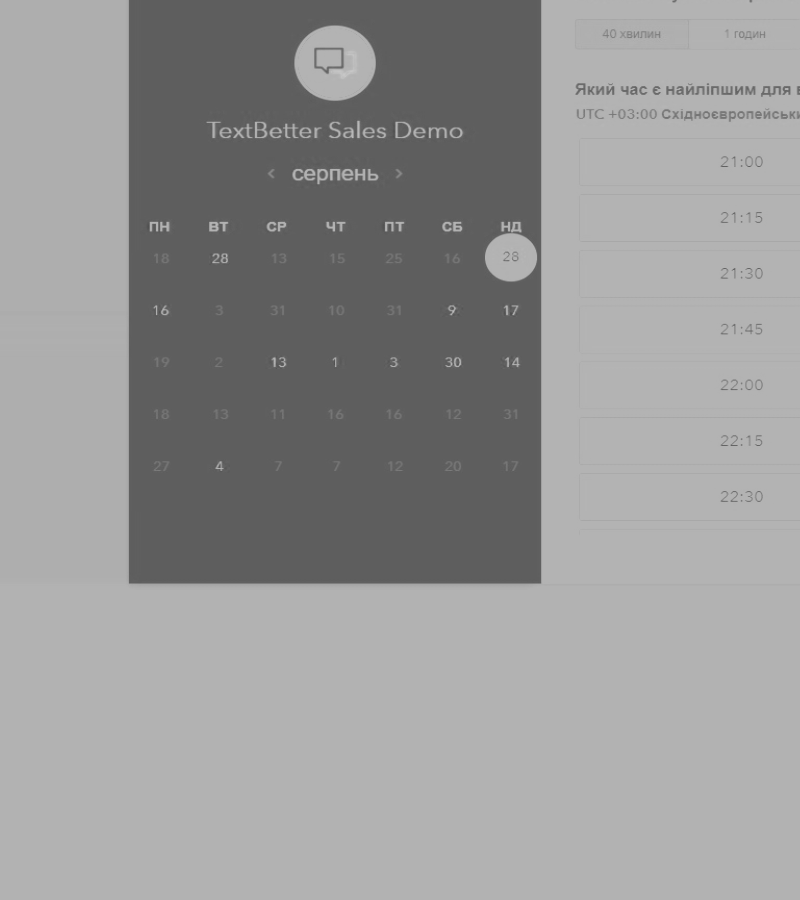 TextBetter Sales Demo
серпень
ПН ВТ СР ЧТ ПТ СБ НД
18 28 13 15 25 16 28
16 3 31 10 31 9 17
19 2 13 1 3 30 14
18 13 11 16 16 12 31
27 4 7 7 12 20 17
40 хвилин 1 годин
Який час є найліпшим для
UTC +03:00 Східноєвропейськи
21:00
21:15
21:30
21:45
22:00
22:15
22:30